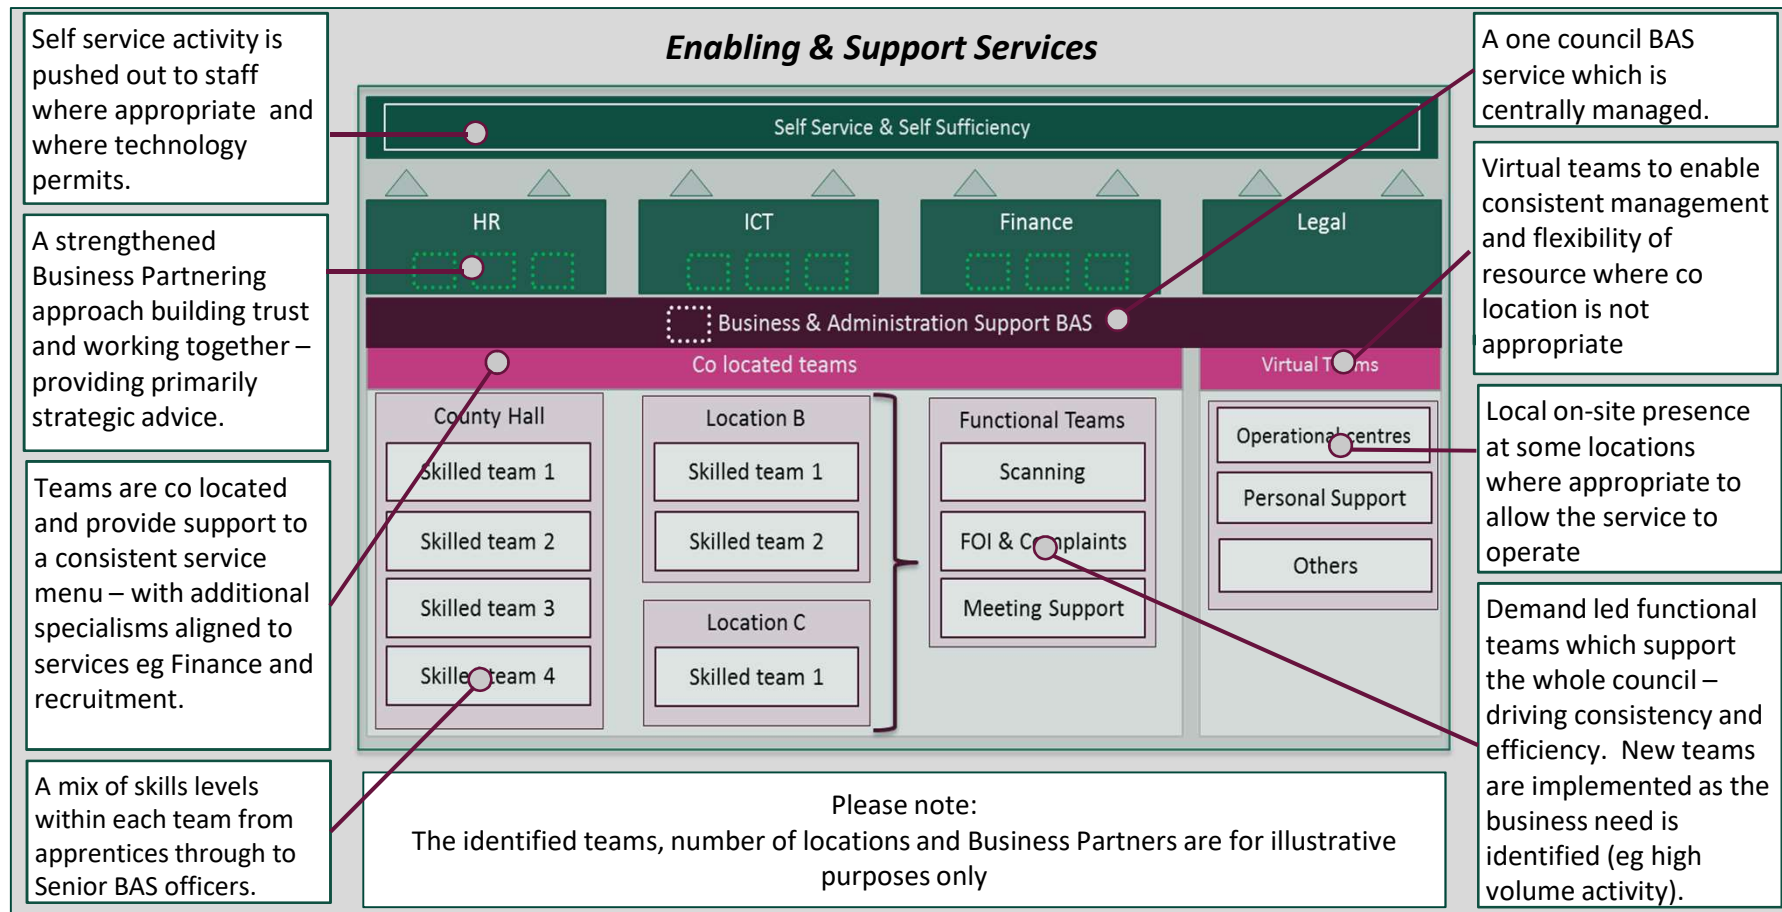 Enabling & Support Services
Self service activity is
pushed out to staff
where appropriate and
where technology
permits.
A strengthened
Business Partnering
approach building trust
and working together –
providing primarily
strategic advice.
Teams are co located
and provide support to
a consistent service
menu – with additional
specialisms aligned to
services eg Finance and
recruitment.
A mix of skills levels
within each team from
apprentices through to
Senior BAS officers.
Self Service & Self Sufficiency
HR
ICT
Finance
Legal
Business & Administration Support BAS
Co located teams
Virtual Teams
County Hall
Skilled team 1
Skilled team 2
Skilled team 3
Skilled team 4
Location B
Skilled team 1
Skilled team 2
Location C
Skilled team 1
Functional Teams
Scanning
FOI & Complaints
Meeting Support
Operational centres
Personal Support
Others
Please note:
The identified teams, number of locations and Business Partners are for illustrative
purposes only
A one council BAS
service which is
centrally managed.
Virtual teams to enable
consistent management
and flexibility of
resource where co
location is not
appropriate
Local on-site presence
at some locations
where appropriate to
allow the service to
operate
Demand led functional
teams which support
the whole council –
driving consistency and
efficiency. New teams
are implemented as the
business need is
identified (eg high
volume activity).